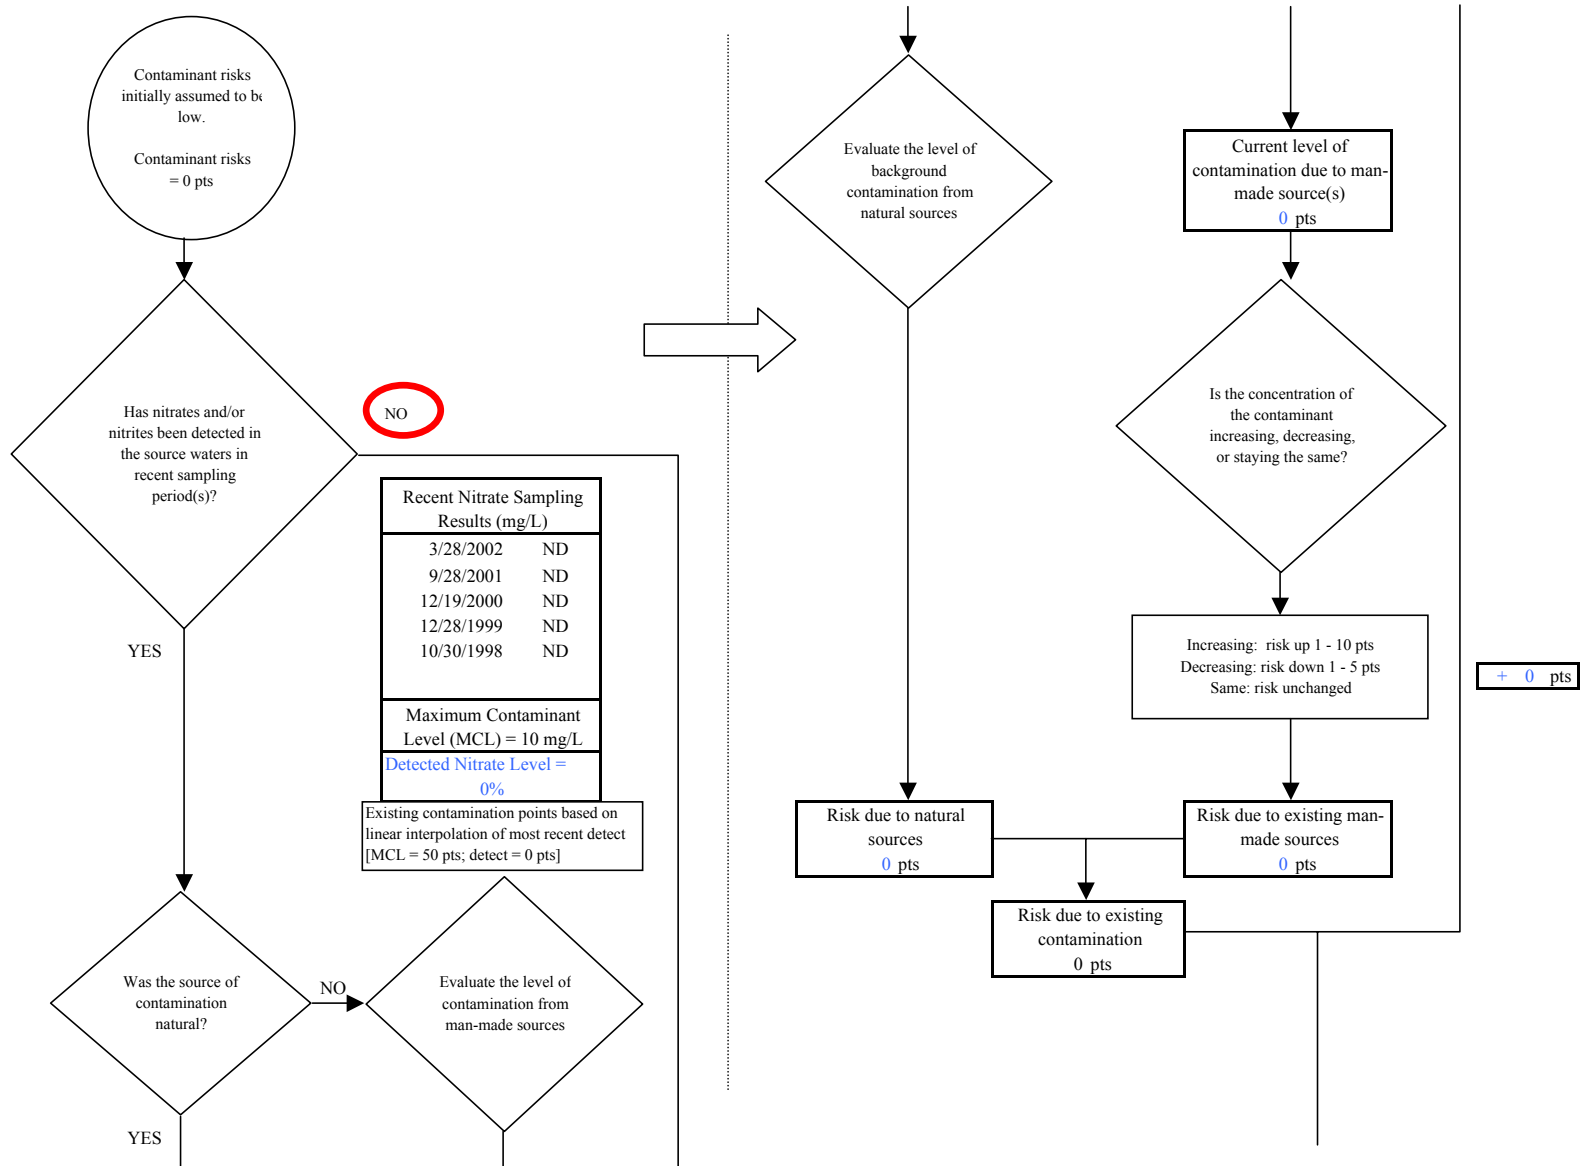 Contaminant risks
initially assumed to be
low.
Contaminant risks
= 0 pts
Has nitrates and/or
nitrites been detected in
the source waters in
recent sampling
period(s)?
NO
YES
Recent Nitrate Sampling
Results (mg/L)
3/28/2002 ND
9/28/2001 ND
12/19/2000 ND
12/28/1999 ND
10/30/1998 ND
Maximum Contaminant
Level (MCL) = 10 mg/L
Detected Nitrate Level =
0%
Existing contamination points based on
linear interpolation of most recent detect
[MCL = 50 pts; detect = 0 pts]
Was the source of
contamination
natural?
NO
YES
Evaluate the level of
contamination from
man-made sources
Evaluate the level of
background
contamination from
natural sources
Current level of
contamination due to man-
made source(s)
0 pts
Is the concentration of
the contaminant
increasing, decreasing,
or staying the same?
Increasing: risk up 1 - 10 pts
Decreasing: risk down 1 - 5 pts
Same: risk unchanged
+ 0 pts
Risk due to natural
sources
0 pts
Risk due to existing man-
made sources
0 pts
Risk due to existing
contamination
0 pts